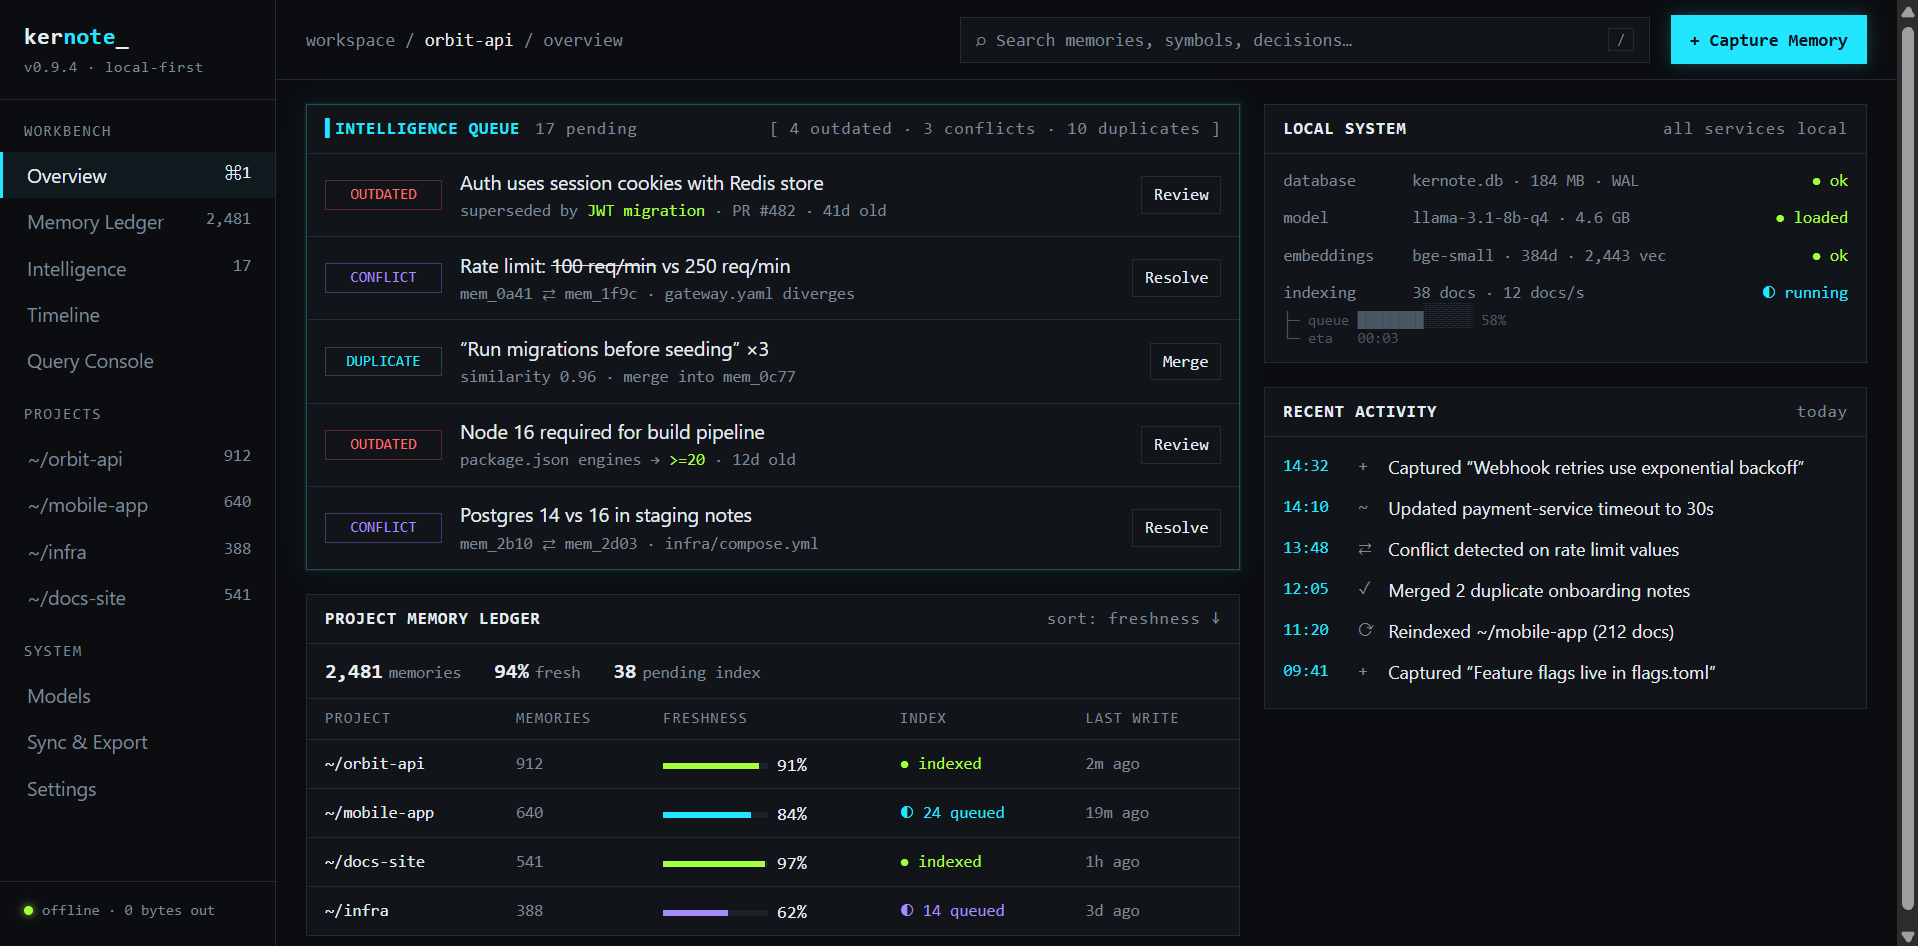 kernote_
v0.9.4 · local-first
WORKBENCH
Overview ⌘1
Memory Ledger 2,481
Intelligence 17
Timeline
Query Console
PROJECTS
~/orbit-api 912
~/mobile-app 640
~/infra 388
~/docs-site 541
SYSTEM
Models
Sync & Export
Settings
offline · 0 bytes out
workspace / orbit-api / overview
⌕ Search memories, symbols, decisions… /
+ Capture Memory
INTELLIGENCE QUEUE 17 pending [ 4 outdated · 3 conflicts · 10 duplicates ]
OUTDATED
Auth uses session cookies with Redis store
superseded by JWT migration · PR #482 · 41d old
Review
CONFLICT
Rate limit: 100 req/min vs 250 req/min
mem_0a41 ⇄ mem_1f9c · gateway.yaml diverges
Resolve
DUPLICATE
“Run migrations before seeding” ×3
similarity 0.96 · merge into mem_0c77
Merge
OUTDATED
Node 16 required for build pipeline
package.json engines → >=20 · 12d old
Review
CONFLICT
Postgres 14 vs 16 in staging notes
mem_2b10 ⇄ mem_2d03 · infra/compose.yml
Resolve
PROJECT MEMORY LEDGER sort: freshness ↓
2,481 memories 94% fresh 38 pending index
PROJECT MEMORIES FRESHNESS INDEX LAST WRITE
~/orbit-api 912 91% ● indexed 2m ago
~/mobile-app 640 84% ◐ 24 queued 19m ago
~/docs-site 541 97% ● indexed 1h ago
~/infra 388 62% ◐ 14 queued 3d ago
LOCAL SYSTEM all services local
database kernote.db · 184 MB · WAL ● ok
model llama-3.1-8b-q4 · 4.6 GB ● loaded
embeddings bge-small · 384d · 2,443 vec ● ok
indexing 38 docs · 12 docs/s ◐ running
├─ queue ████████░░░░░░ 58%
└─ eta 00:03
RECENT ACTIVITY today
14:32 + Captured “Webhook retries use exponential backoff”
14:10 ~ Updated payment-service timeout to 30s
13:48 ⇄ Conflict detected on rate limit values
12:05 ✓ Merged 2 duplicate onboarding notes
11:20 ⟳ Reindexed ~/mobile-app (212 docs)
09:41 + Captured “Feature flags live in flags.toml”